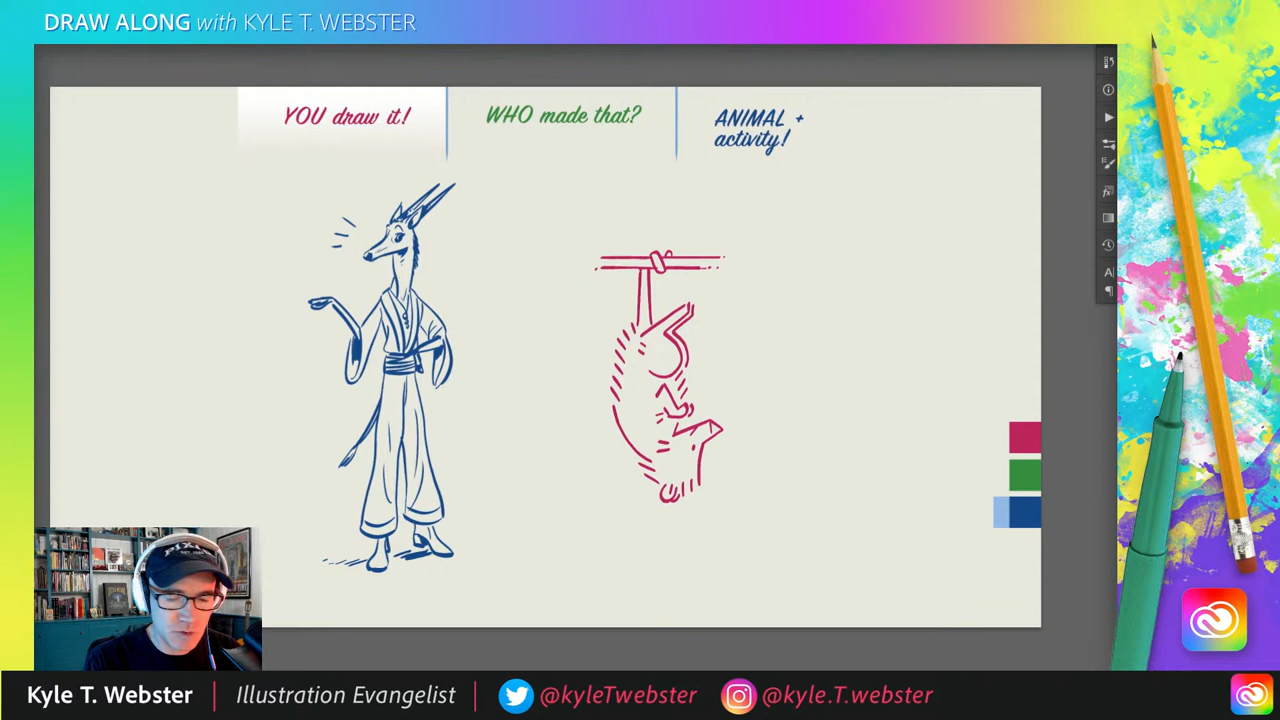 DRAW ALONG with KYLE T. WEBSTER
YOU draw it!
WHO made that?
ANIMAL +
activity!
Kyle T. Webster | Illustration Evangelist @kyleTwebster @kyle.T.webster